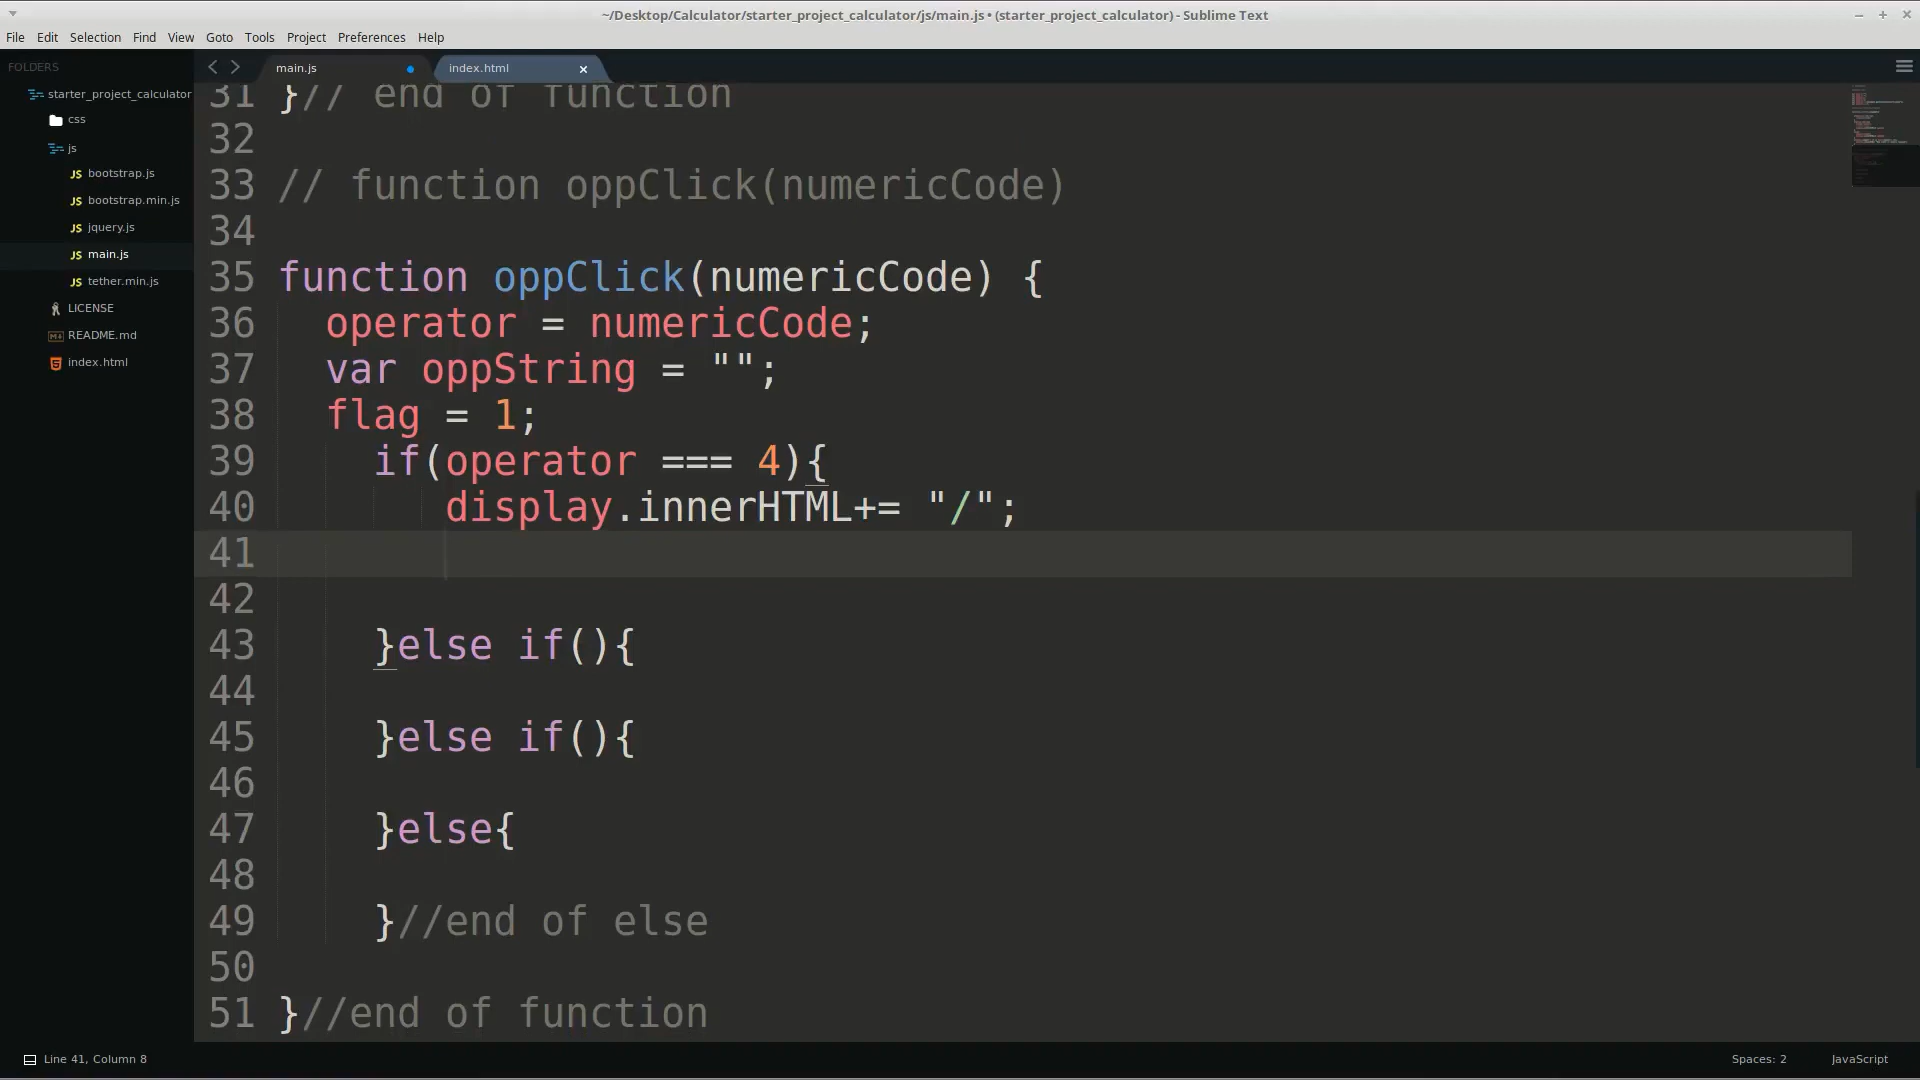 ~/Desktop/Calculator/starter_project_calculator/js/main.js • (starter_project_calculator) - Sublime Text
File Edit Selection Find View Goto Tools Project Preferences Help
FOLDERS
starter_project_calculator
css
js
bootstrap.js
bootstrap.min.js
jquery.js
main.js
tether.min.js
LICENSE
README.md
index.html
main.js index.html
31 }// end of function
32
33 // function oppClick(numericCode)
34
35 function oppClick(numericCode) {
36 operator = numericCode;
37 var oppString = "";
38 flag = 1;
39 if(operator === 4){
40 display.innerHTML+= "/";
41
42
43 }else if(){
44
45 }else if(){
46
47 }else{
48
49 }//end of else
50
51 }//end of function
Line 41, Column 8 Spaces: 2 JavaScript